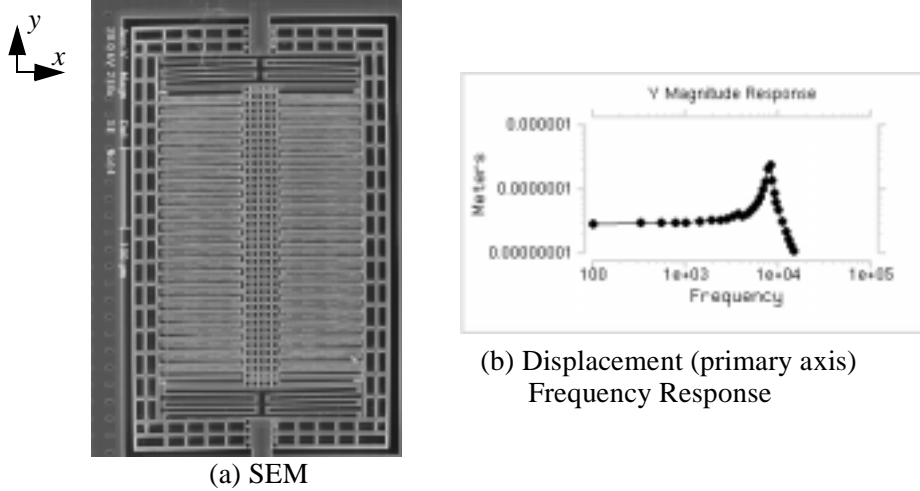 y
x
(a) SEM
Y Magnitude Response
0.000001
0.0000001
0.00000001
Meters
100 1e+03 1e+04 1e+05
Frequency
(b) Displacement (primary axis)
Frequency Response